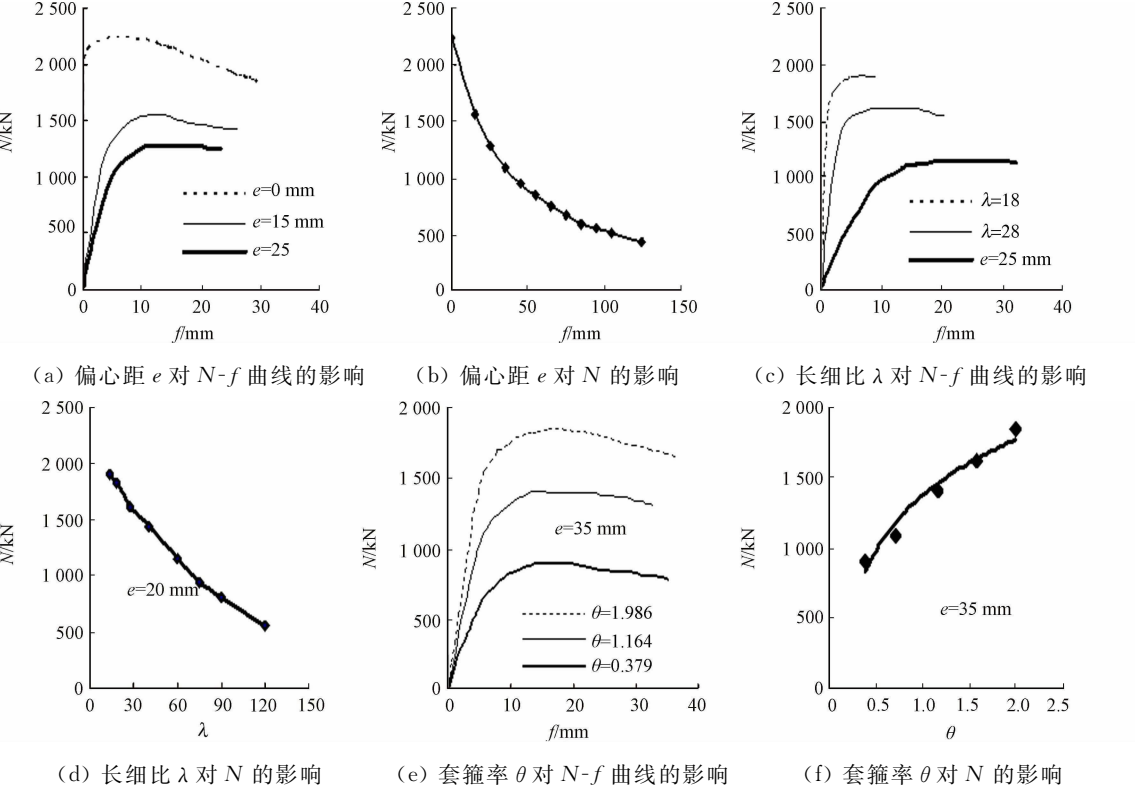 2 500
2 000
1 500
1 000
500
0
N/kN
e=0 mm
e=15 mm
e=25
0 10 20 30 40
f/mm
(a) 偏心距 e 对 N-f 曲线的影响
2 500
2 000
1 500
1 000
500
0
N/kN
0 50 100 150
f/mm
(b) 偏心距 e 对 N 的影响
2 500
2 000
1 500
1 000
500
0
N/kN
λ=18
λ=28
e=25 mm
0 10 20 30 40
f/mm
(c) 长细比 λ 对 N-f 曲线的影响
2 500
2 000
1 500
1 000
500
0
N/kN
e=20 mm
0 30 60 90 120 150
λ
(d) 长细比 λ 对 N 的影响
2 000
1 500
1 000
500
0
N/kN
e=35 mm
θ=1.986
θ=1.164
θ=0.379
0 10 20 30 40
f/mm
(e) 套箍率 θ 对 N-f 曲线的影响
2 000
1 500
1 000
500
0
N/kN
e=35 mm
0 0.5 1.0 1.5 2.0 2.5
θ
(f) 套箍率 θ 对 N 的影响